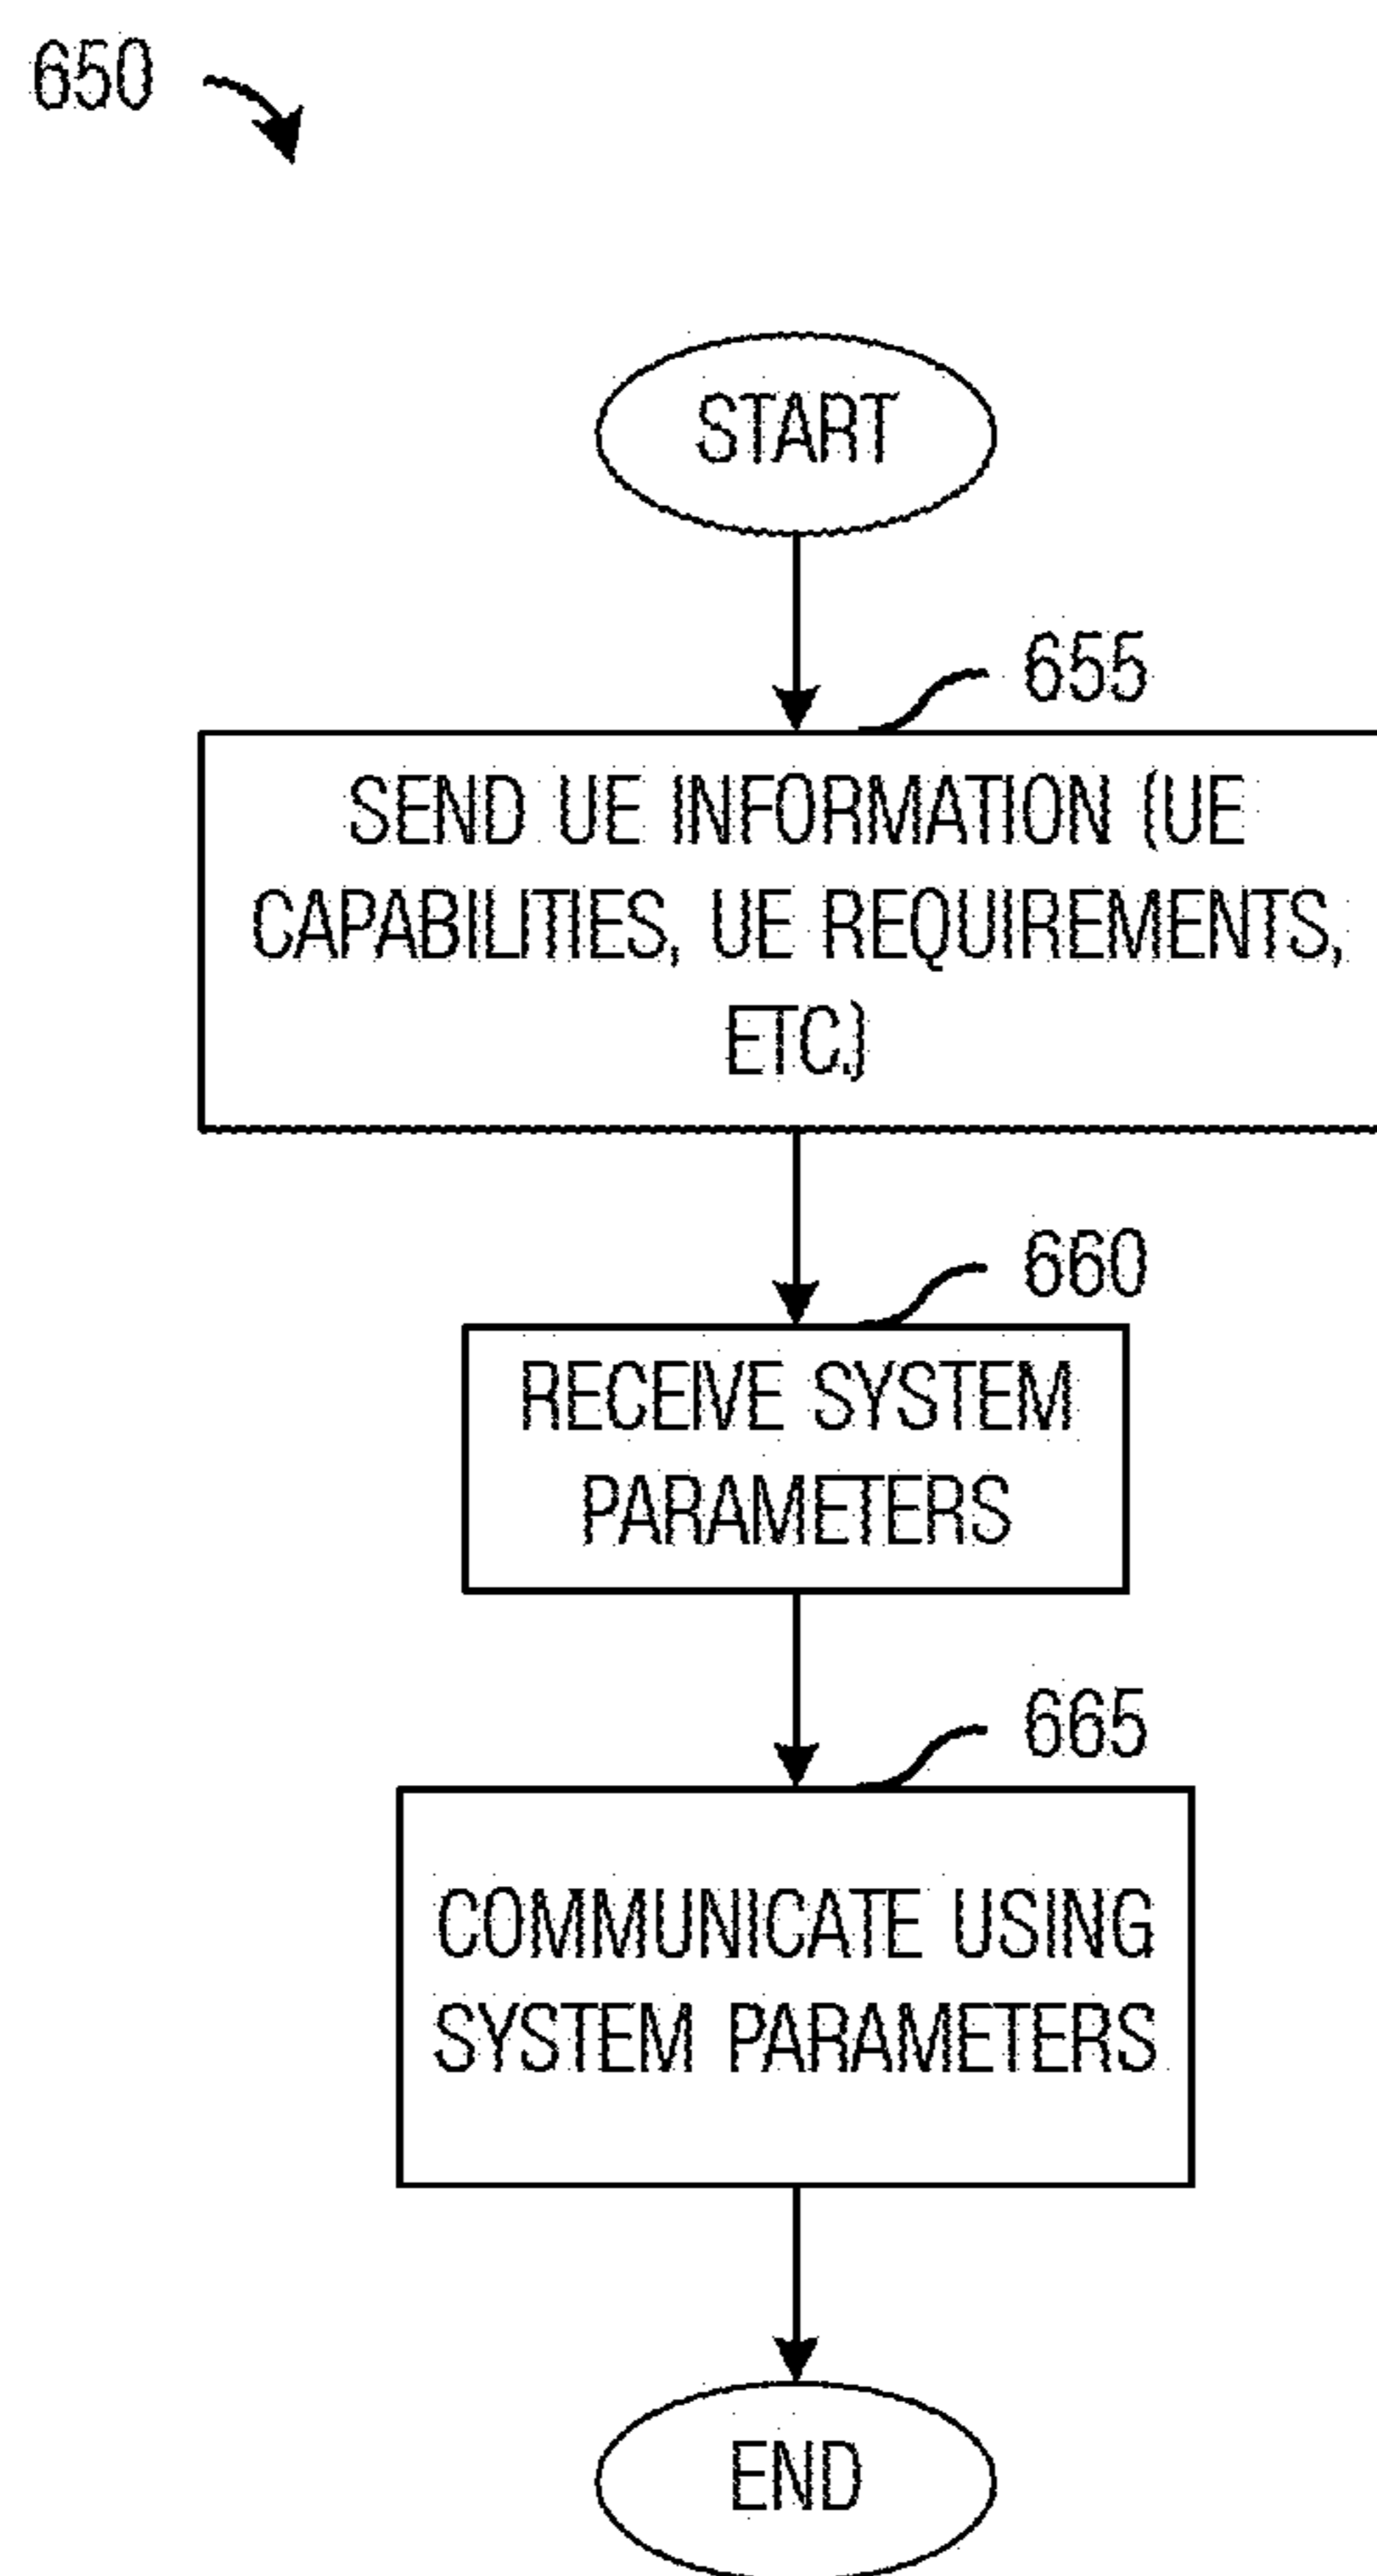 650
START
655
SEND UE INFORMATION (UE
CAPABILITIES, UE REQUIREMENTS,
ETC.)
660
RECEIVE SYSTEM
PARAMETERS
665
COMMUNICATE USING
SYSTEM PARAMETERS
END